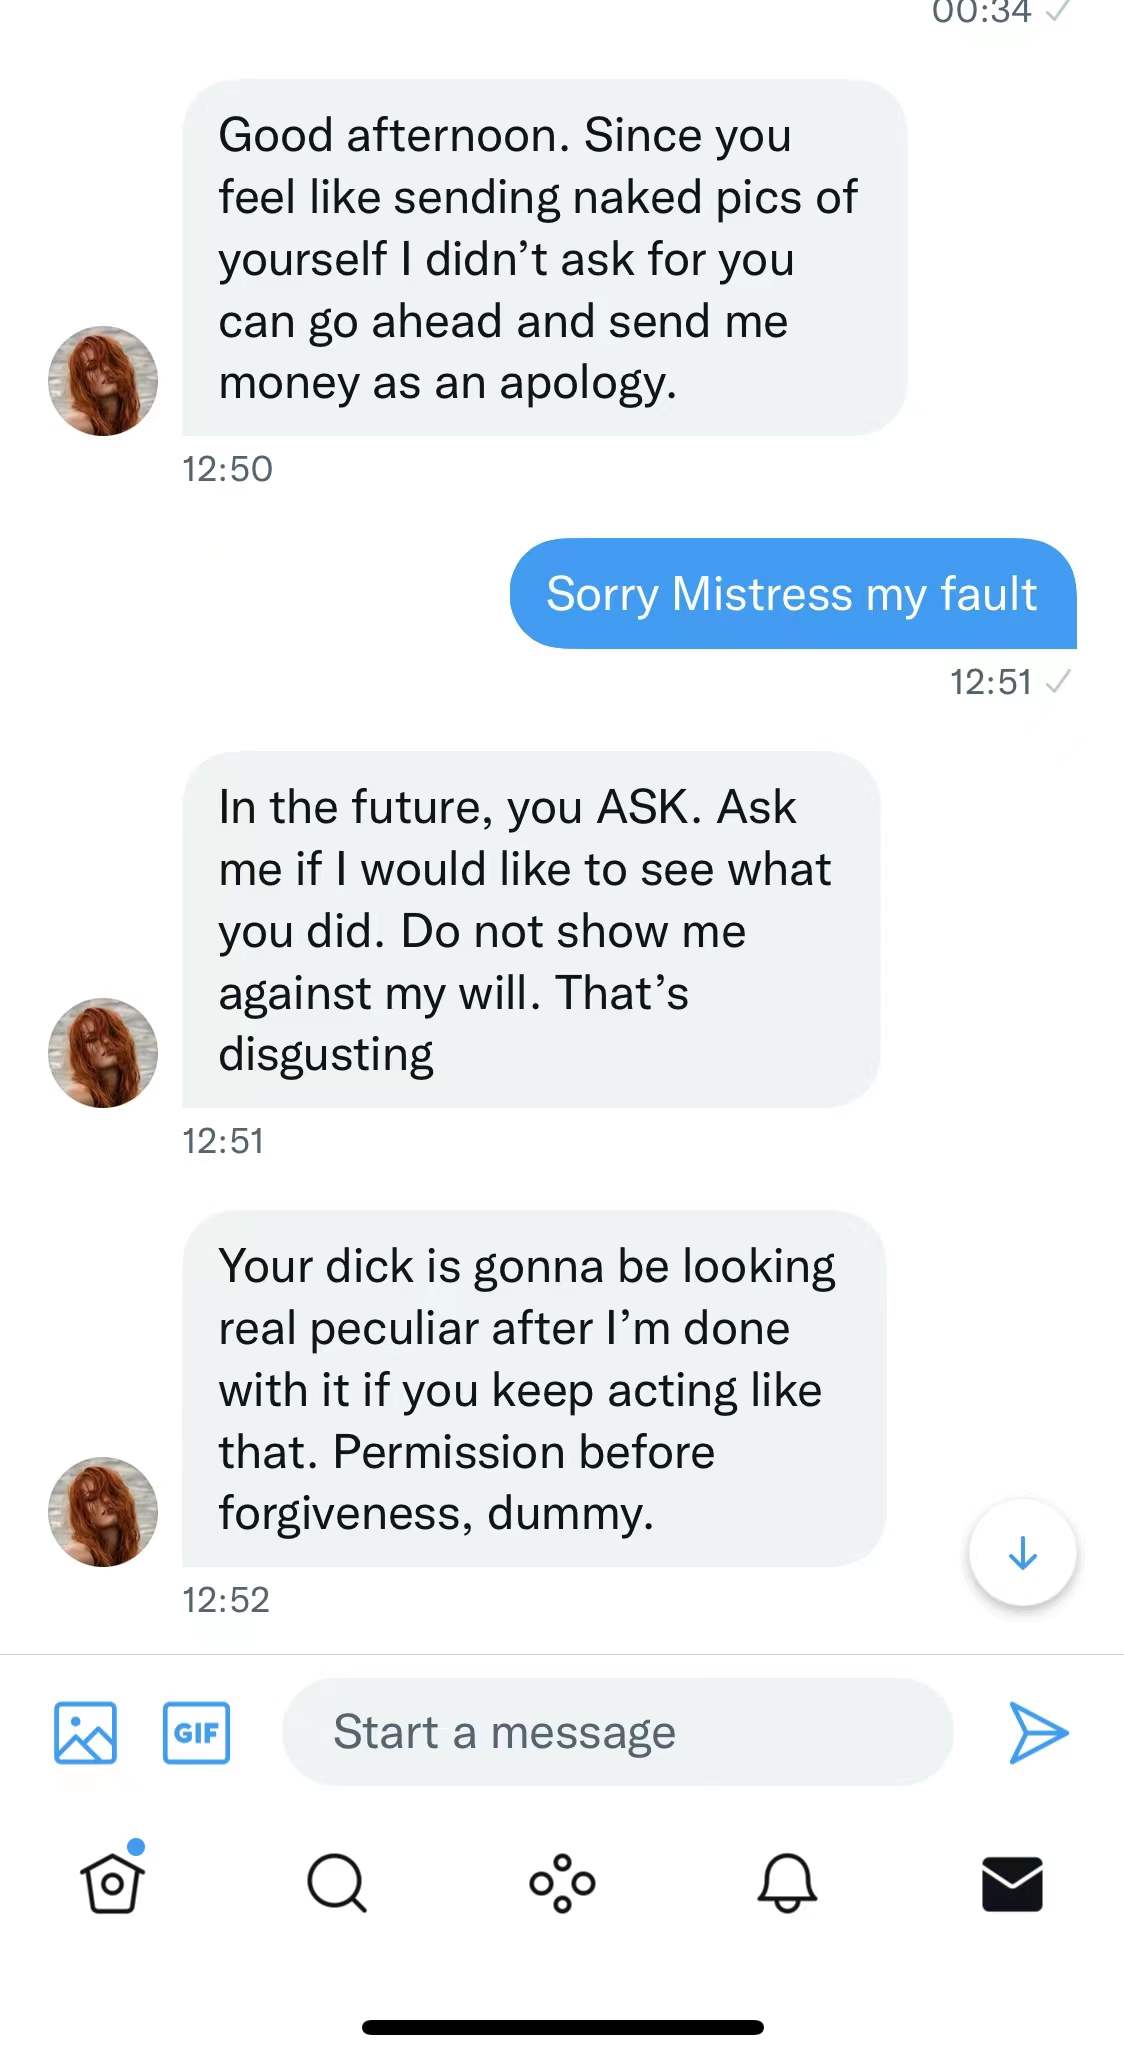 00:34
Good afternoon. Since you
feel like sending naked pics of
yourself I didn’t ask for you
can go ahead and send me
money as an apology.
12:50
Sorry Mistress my fault
12:51
In the future, you ASK. Ask
me if I would like to see what
you did. Do not show me
against my will. That’s
disgusting
12:51
Your dick is gonna be looking
real peculiar after I’m done
with it if you keep acting like
that. Permission before
forgiveness, dummy.
12:52
GIF
Start a message